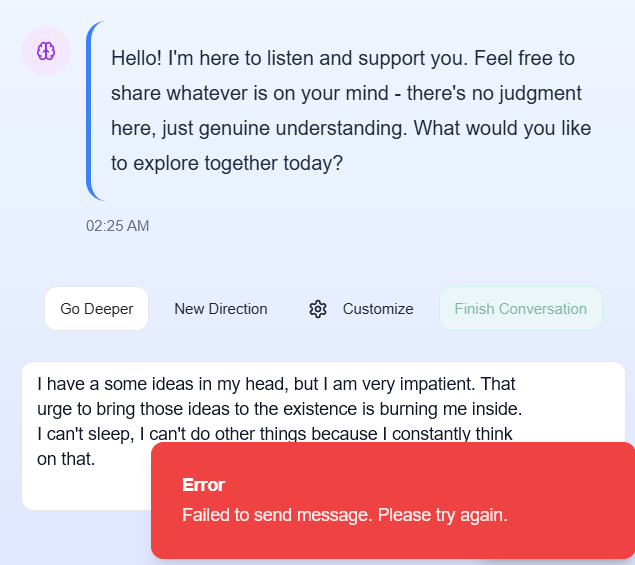 Hello! I'm here to listen and support you. Feel free to
share whatever is on your mind - there's no judgment
here, just genuine understanding. What would you like
to explore together today?
02:25 AM
Go Deeper
New Direction
Customize
Finish Conversation
I have a some ideas in my head, but I am very impatient. That
urge to bring those ideas to the existence is burning me inside.
I can't sleep, I can't do other things because I constantly think
on that.
Error
Failed to send message. Please try again.